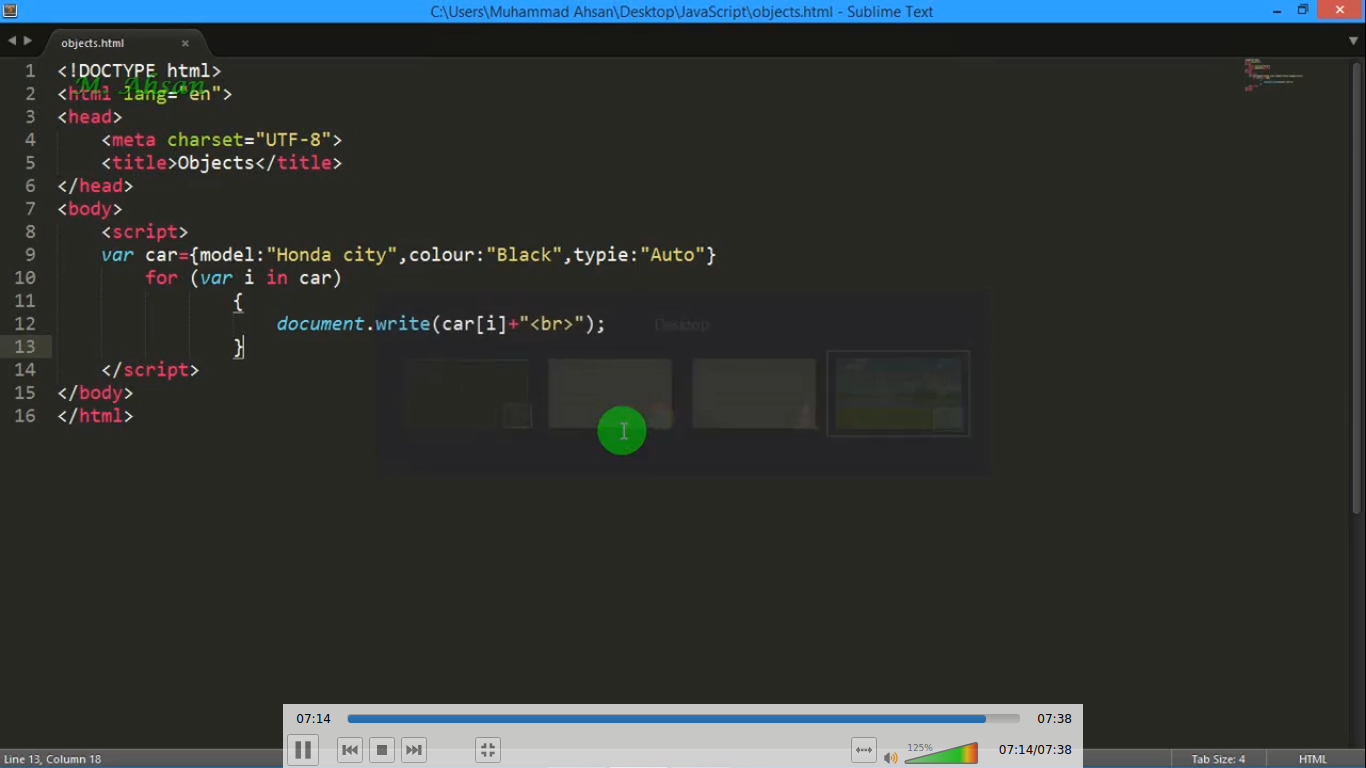 C:\Users\Muhammad Ahsan\Desktop\JavaScript\objects.html - Sublime Text
objects.html
M. Ahsan
1 <!DOCTYPE html>
2 <html lang="en">
3 <head>
4 <meta charset="UTF-8">
5 <title>Objects</title>
6 </head>
7 <body>
8 <script>
9 var car={model:"Honda city",colour:"Black",typie:"Auto"}
10 for (var i in car)
11 {
12 document.write(car[i]+"<br>");
Desktop
13 }
14 </script>
15 </body>
16 </html>
07:14 07:38
125% 07:14/07:38
Line 13, Column 18 Tab Size: 4 HTML